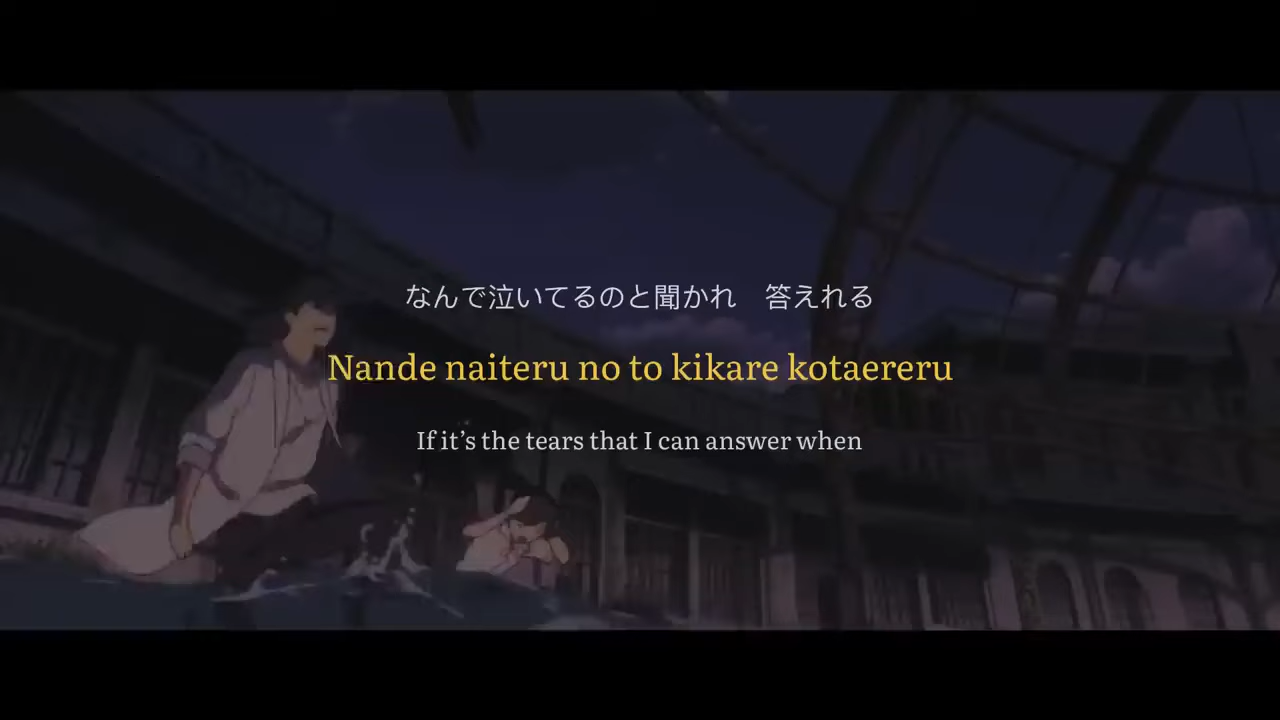 なんで泣いてるのと聞かれ　答えれる
Nande naiteru no to kikare kotaereru
If it's the tears that I can answer when